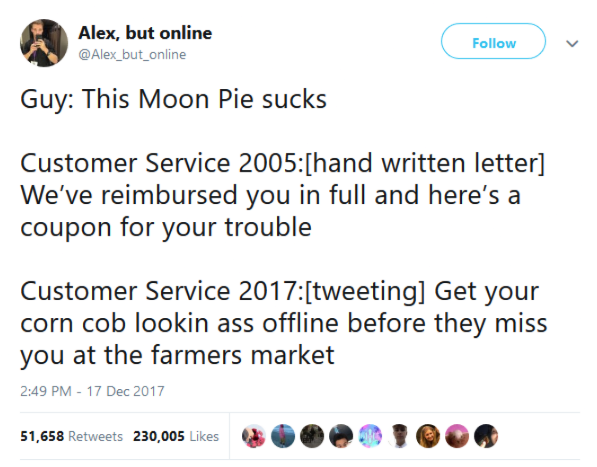 Alex, but online
@Alex_but_online
Follow
Guy: This Moon Pie sucks
Customer Service 2005:[hand written letter]
We've reimbursed you in full and here's a
coupon for your trouble
Customer Service 2017:[tweeting] Get your
corn cob lookin ass offline before they miss
you at the farmers market
2:49 PM - 17 Dec 2017
51,658 Retweets 230,005 Likes